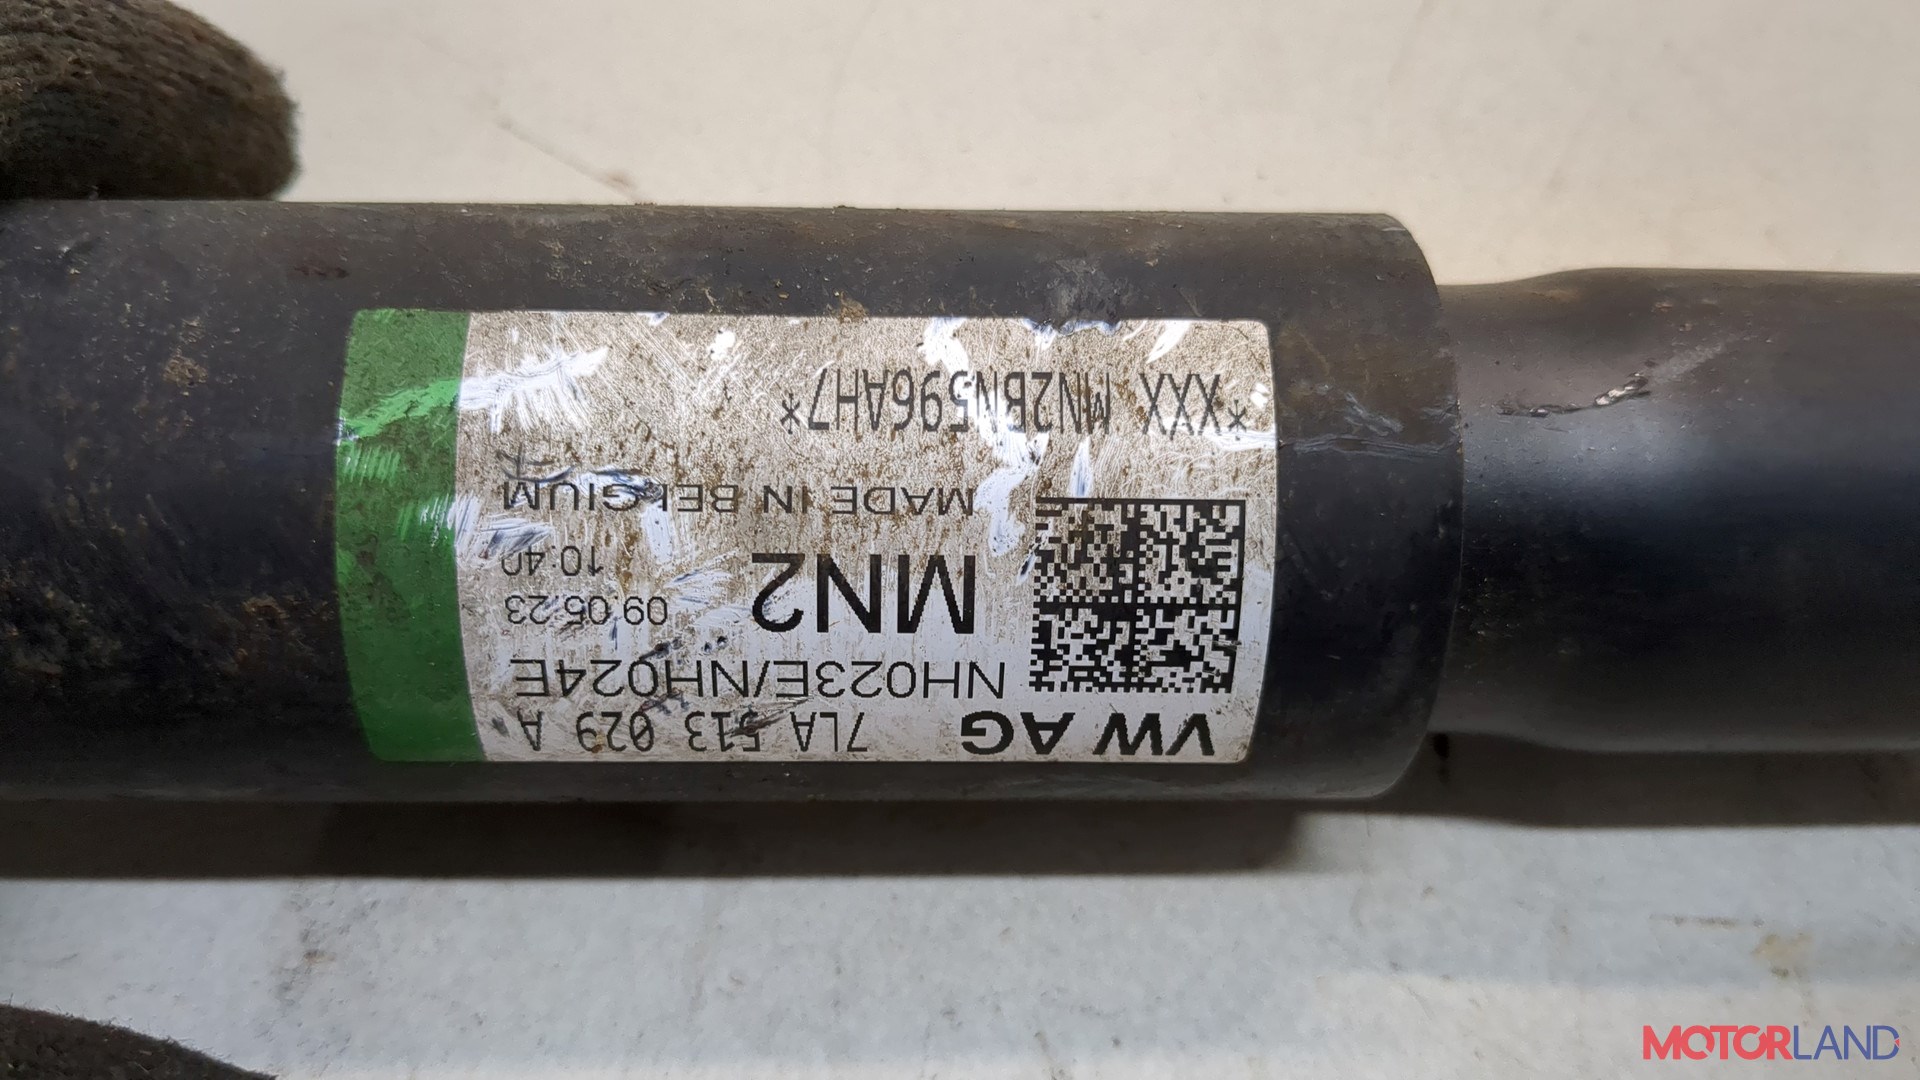 VW AG 7LA 513 029 A
NH023E/NH024E
MN2 09.05.23
10:40
MADE IN BELGIUM
*XXX MN2BN596AH7*
MOTORLAND